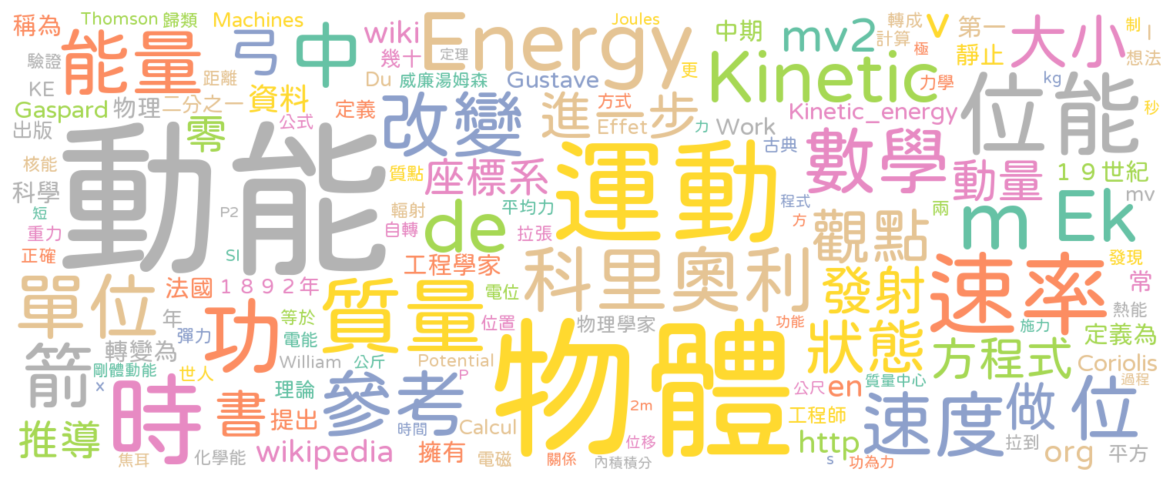 Thomson 歸類 Machines
稱為 能量 弓 中 wiki Energy Joules 中期 mv2 轉成 計算 v 第一 制 I
驗證 距離 幾十 定理 更 極 靜止 大小 想法
KE Du 威廉湯姆森 Gustave Kinetic 力學 kg
Gaspard 物理 二分之一 資料 定義 改變 進一步 方式 Kinetic_energy 位能 秒
出版 零 公式 Effet 力 Work 古典
動能 運動 數學
核能 質點 座標系 動量 19世紀
科學 P2 輻射 de 平均力 程式 兩 m Ek mv
短 自轉 拉張 方 觀點
重力 SI 科里奧利 發現
正確 工程學家 速率
單位 法國 1892年 質量 電位 發射 常
年 功 等於 位置 物理學家 功能 熱能
彈力 電能 施力 定義為
箭 轉變為 William 公斤 Potential 物體 狀態 方程式 Coriolis
剛體動能 世人 P 公尺 en 質量中心 過程
x 時 書 理論 參考 2m 速度 做 位
推導 提出 時間 Calcul 工程師
wikipedia 擁有 位移 http 拉到 org 平方
焦耳 化學能 電磁 關係 內積積分 s 功為力